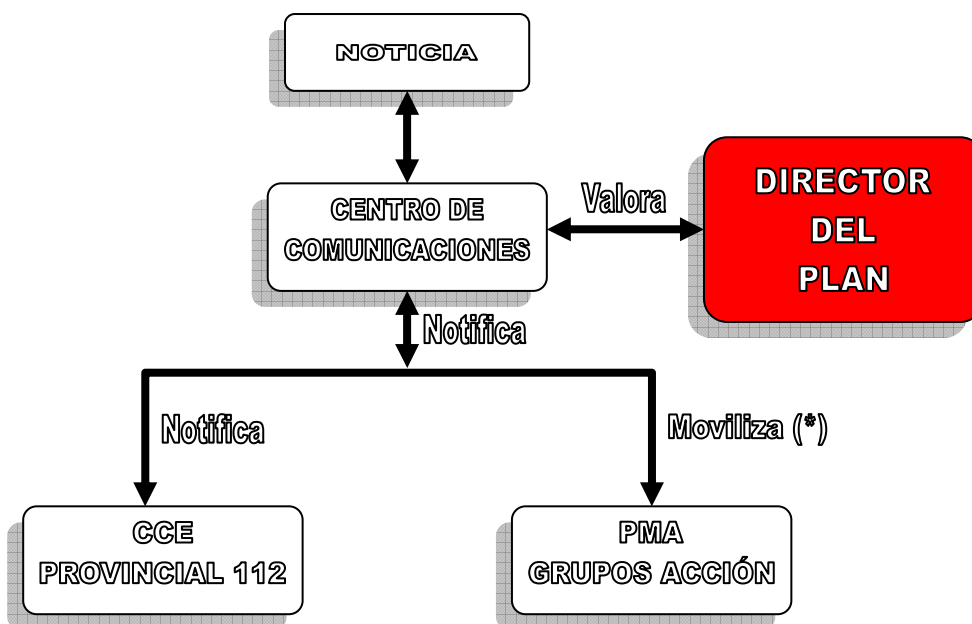 NOTICIA
CENTRO DE
COMUNICACIONES
Valora
DIRECTOR
DEL
PLAN
Notifica
Notifica
Moviliza (*)
CCE
PROVINCIAL 112
PMA
GRUPOS ACCIÓN